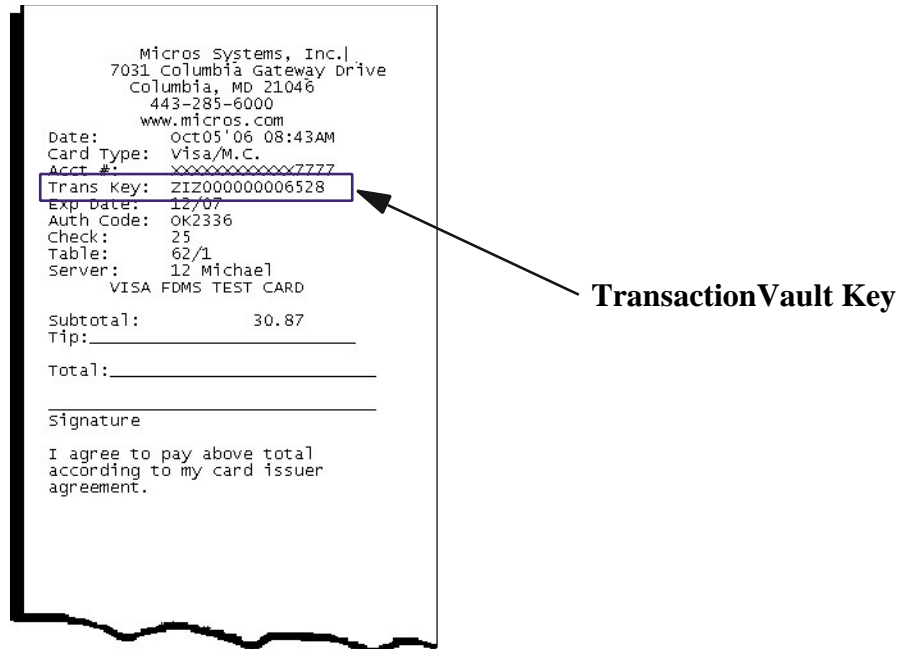 Micros Systems, Inc.
7031 Columbia Gateway Drive
Columbia, MD 21046
443-285-6000
www.micros.com
Date: Oct05'06 08:43AM
Card Type: Visa/M.C.
Acct #: XXXXXXXXXXXX7777
Trans Key: ZIZ000000006528
Exp Date: 12/07
Auth Code: OK2336
Check: 25
Table: 62/1
Server: 12 Michael
VISA FDMS TEST CARD
Subtotal: 30.87
Tip:
Total:
Signature
I agree to pay above total
according to my card issuer
agreement.
TransactionVault Key